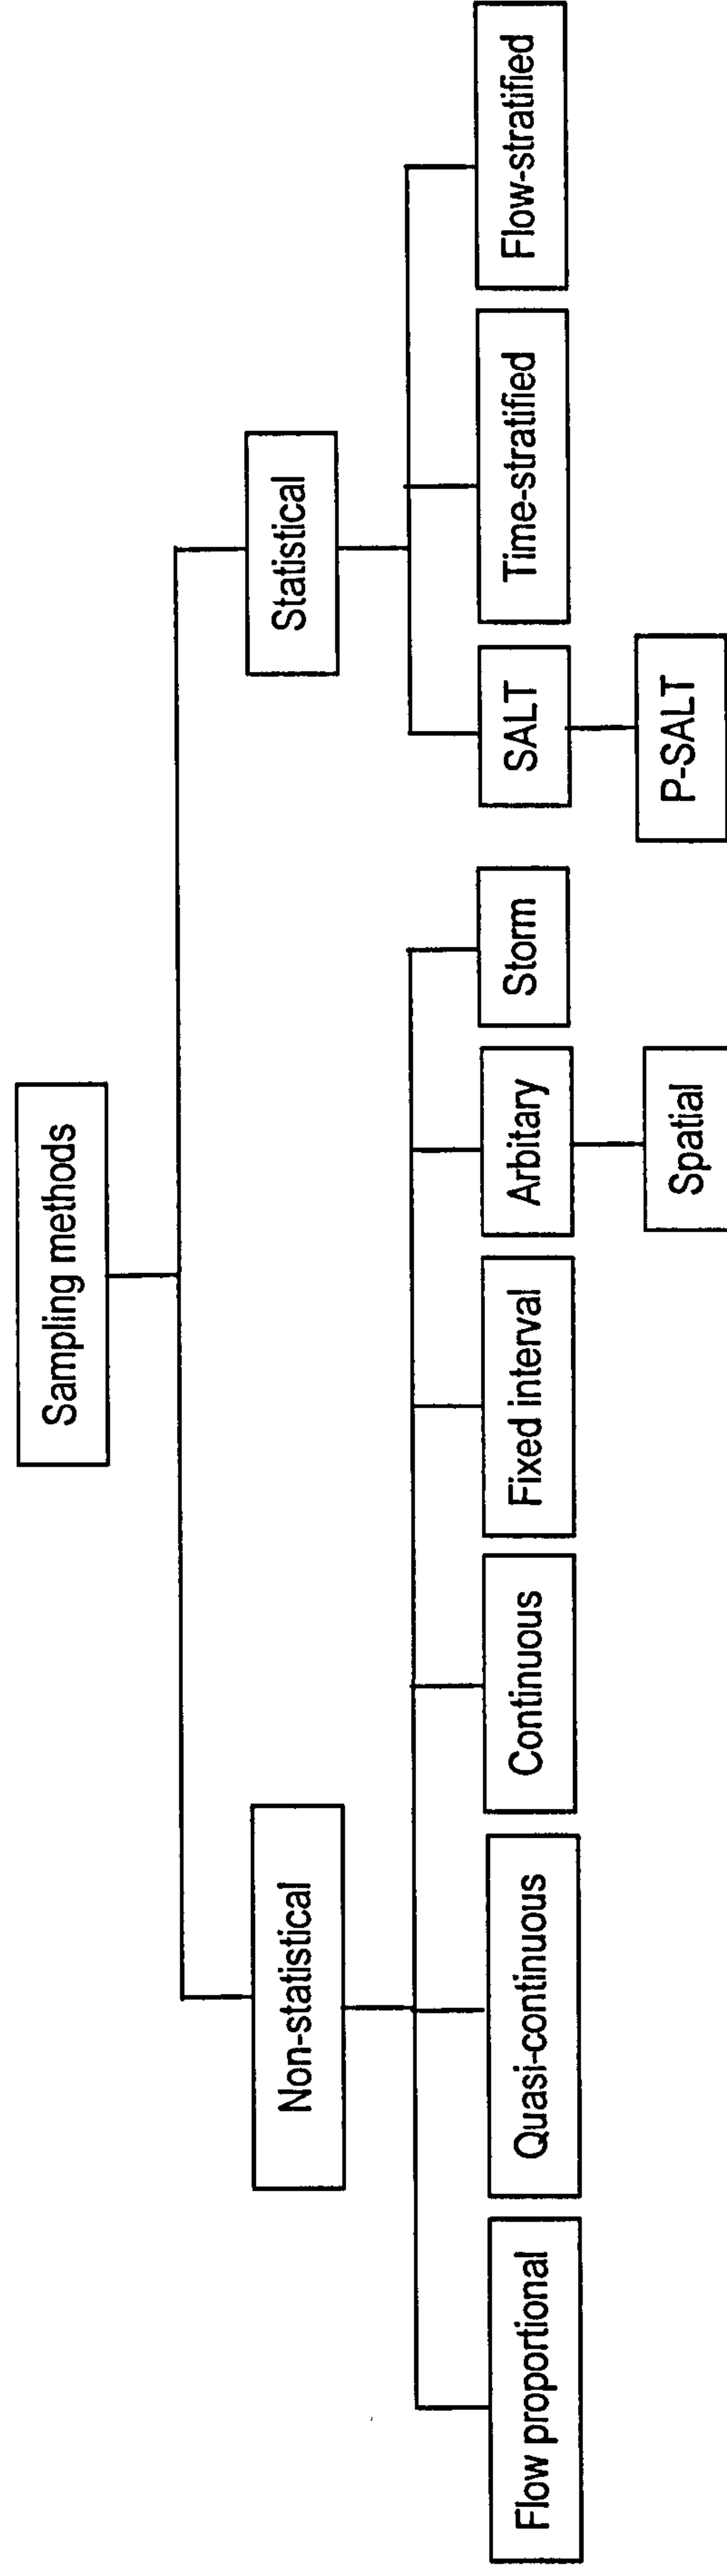 Sampling methods
Non-statistical
Statistical
Flow proportional
Quasi-continuous
Continuous
Fixed interval
Arbitary
Storm
SALT
Time-stratified
Flow-stratified
Spatial
P-SALT